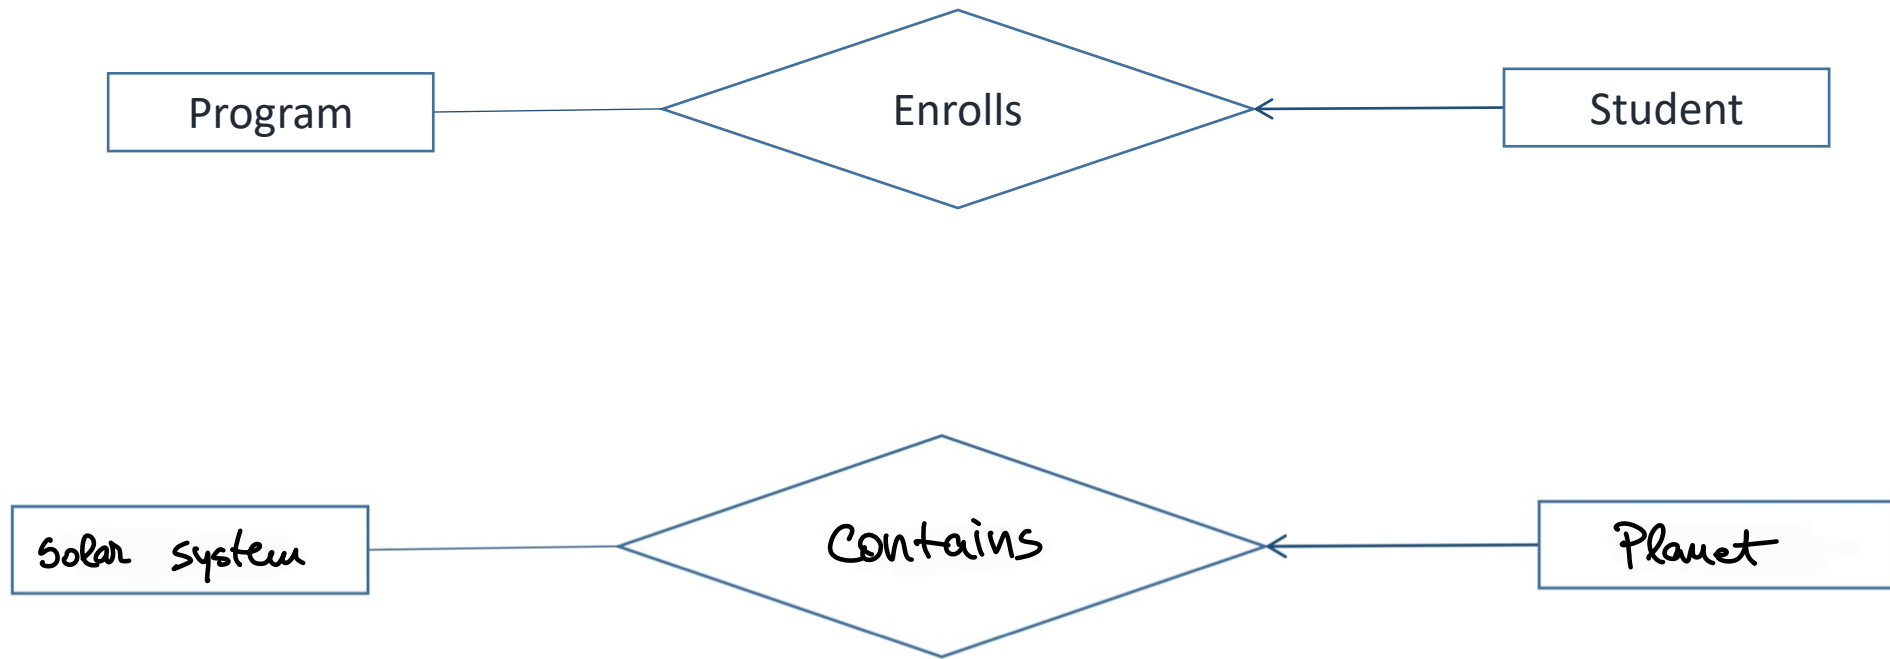 Program
Enrolls
Student
Solar system
Contains
Planet